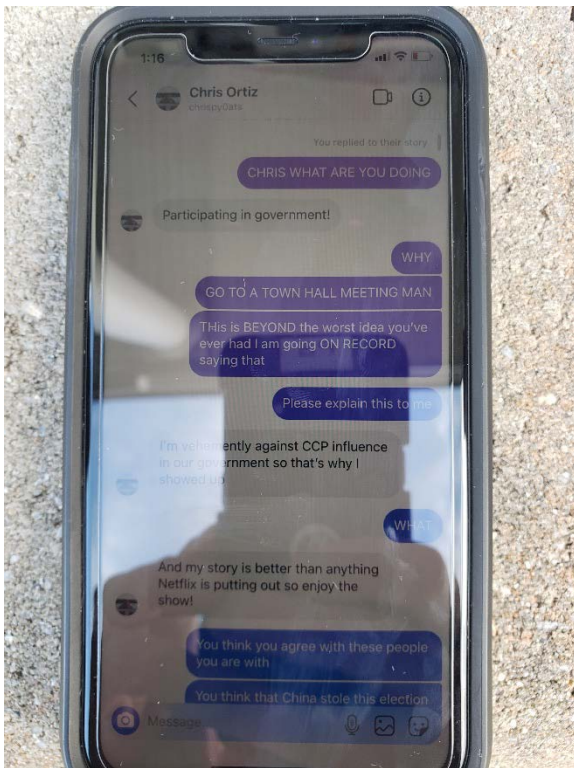 1:16
Chris Ortiz
You replied to their story
CHRIS WHAT ARE YOU DOING
Participating in government!
WHY
GO TO A TOWN HALL MEETING MAN
THis is BEYOND the worst idea you've
ever had I am going ON RECORD
saying that
Please explain this to me
I'm vehemently against CCP influence
in our government so that's why I
showed up
WHAT
And my story is better than anything
Netflix is putting out so enjoy the
show!
You think you agree with these people
you are with
You think that China stole this election
Message...